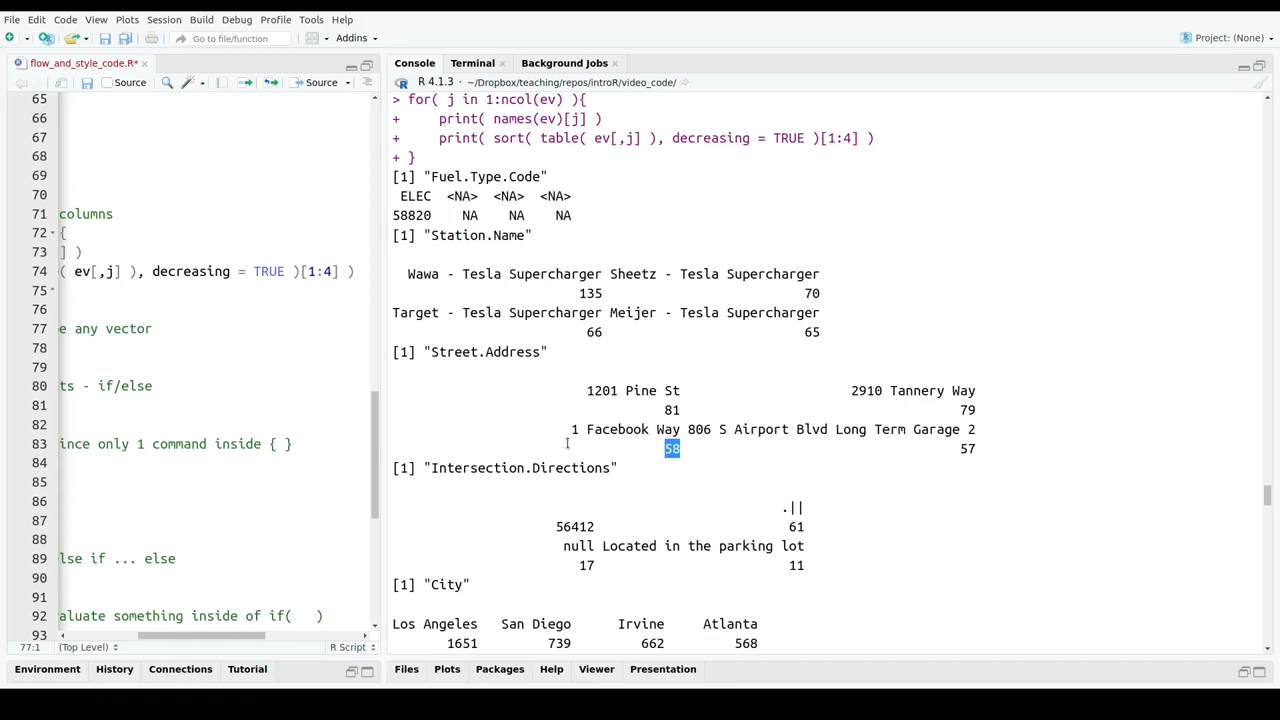 File Edit Code View Plots Session Build Debug Profile Tools Help
Go to file/function Addins Project: (None)
flow_and_style_code.R*
Source Source
65
66
67
68
69
70
71 columns
72 {
73 ] )
74 ( ev[,j] ), decreasing = TRUE )[1:4] )
75
76
77 e any vector
78
79
80 ts - if/else
81
82
83 ince only 1 command inside { }
84
85
86
87
88
89 lse if ... else
90
91
92 aluate something inside of if(   )
93
77:1 (Top Level) R Script
Environment History Connections Tutorial
Console Terminal Background Jobs
R 4.1.3 · ~/Dropbox/teaching/repos/introR/video_code/
> for( j in 1:ncol(ev) ){
+     print( names(ev)[j] )
+     print( sort( table( ev[,j] ), decreasing = TRUE )[1:4] )
+ }
[1] "Fuel.Type.Code"
 ELEC  <NA>  <NA>  <NA>
58820    NA    NA    NA
[1] "Station.Name"
Wawa - Tesla Supercharger Sheetz - Tesla Supercharger
135 70
Target - Tesla Supercharger Meijer - Tesla Supercharger
66 65
[1] "Street.Address"
1201 Pine St 2910 Tannery Way
81 79
1 Facebook Way 806 S Airport Blvd Long Term Garage 2
58 57
[1] "Intersection.Directions"
.||
56412 61
null Located in the parking lot
17 11
[1] "City"
Los Angeles San Diego Irvine Atlanta
1651 739 662 568
Files Plots Packages Help Viewer Presentation